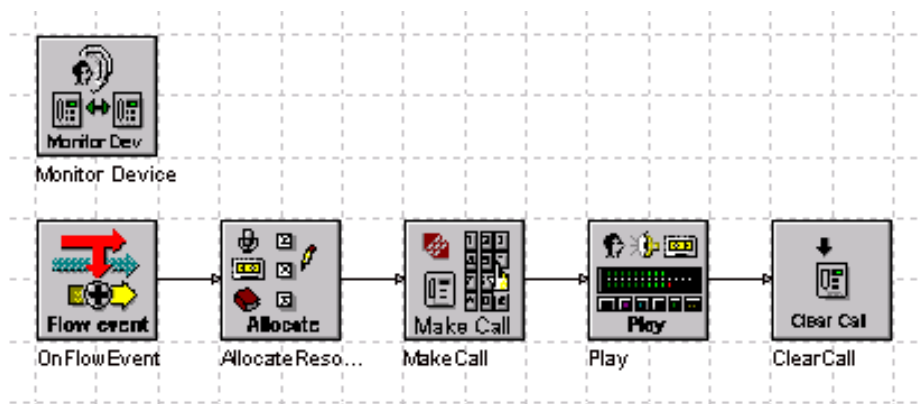 Monitor Dev
Monitor Device
Flow event
Allocate
Make Call
Play
Clear Call
OnFlowEvent
AllocateReso...
MakeCall
Play
ClearCall